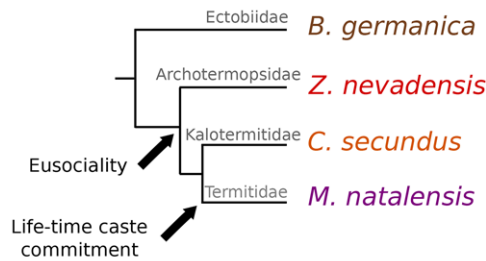 Ectobiidae
B. germanica
Archotermopsidae
Z. nevadensis
Kalotermitidae
C. secundus
Eusociality
Termitidae
M. natalensis
Life-time caste
commitment